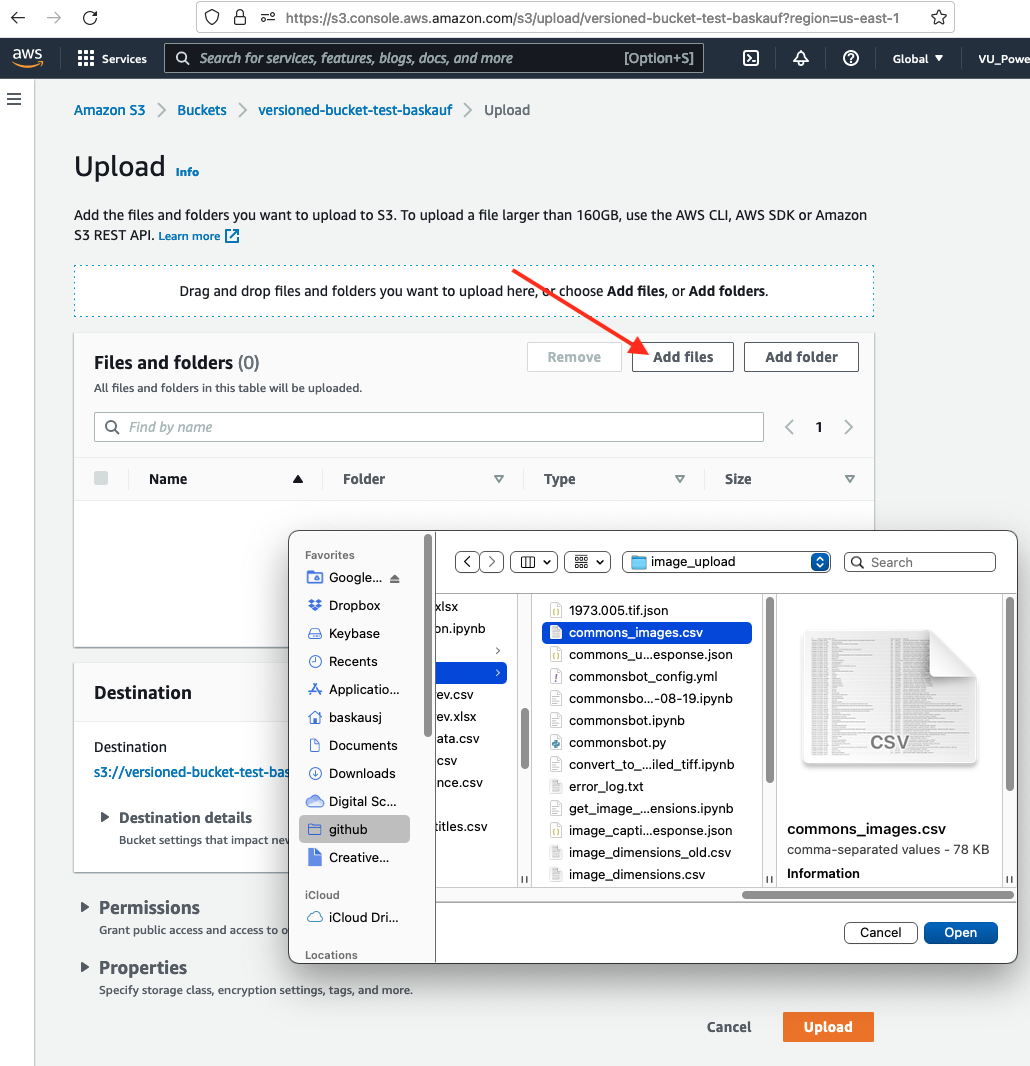 https://s3.console.aws.amazon.com/s3/upload/versioned-bucket-test-baskauf?region=us-east-1
aws
Services
Search for services, features, blogs, docs, and more
[Option+S]
Global
VU_Powe
Amazon S3
Buckets
versioned-bucket-test-baskauf
Upload
Upload
Info
Add the files and folders you want to upload to S3. To upload a file larger than 160GB, use the AWS CLI, AWS SDK or Amazon
S3 REST API. Learn more
Drag and drop files and folders you want to upload here, or choose Add files, or Add folders.
Files and folders (0)
All files and folders in this table will be uploaded.
Remove
Add files
Add folder
Find by name
1
Name
Folder
Type
Size
Destination
Destination
s3://versioned-bucket-test-bas
Destination details
Bucket settings that impact nev
Permissions
Grant public access and access to o
Properties
Specify storage class, encryption settings, tags, and more.
Favorites
Google...
Dropbox
Keybase
Recents
Applicatio...
baskausj
Documents
Downloads
Digital Sc...
github
Creative...
iCloud
iCloud Dri...
Locations
image_upload
Search
xlsx
on.ipynb
ev.csv
ev.xlsx
ata.csv
csv
nce.csv
titles.csv
1973.005.tif.json
commons_images.csv
commons_u...esponse.json
commonsbot_config.yml
commonsbo...-08-19.ipynb
commonsbot.ipynb
commonsbot.py
convert_to_...iled_tiff.ipynb
error_log.txt
get_image_...ensions.ipynb
image_capti...esponse.json
image_dimensions_old.csv
image_dimensions.csv
CSV
commons_images.csv
comma-separated values - 78 KB
Information
Cancel
Open
Cancel
Upload